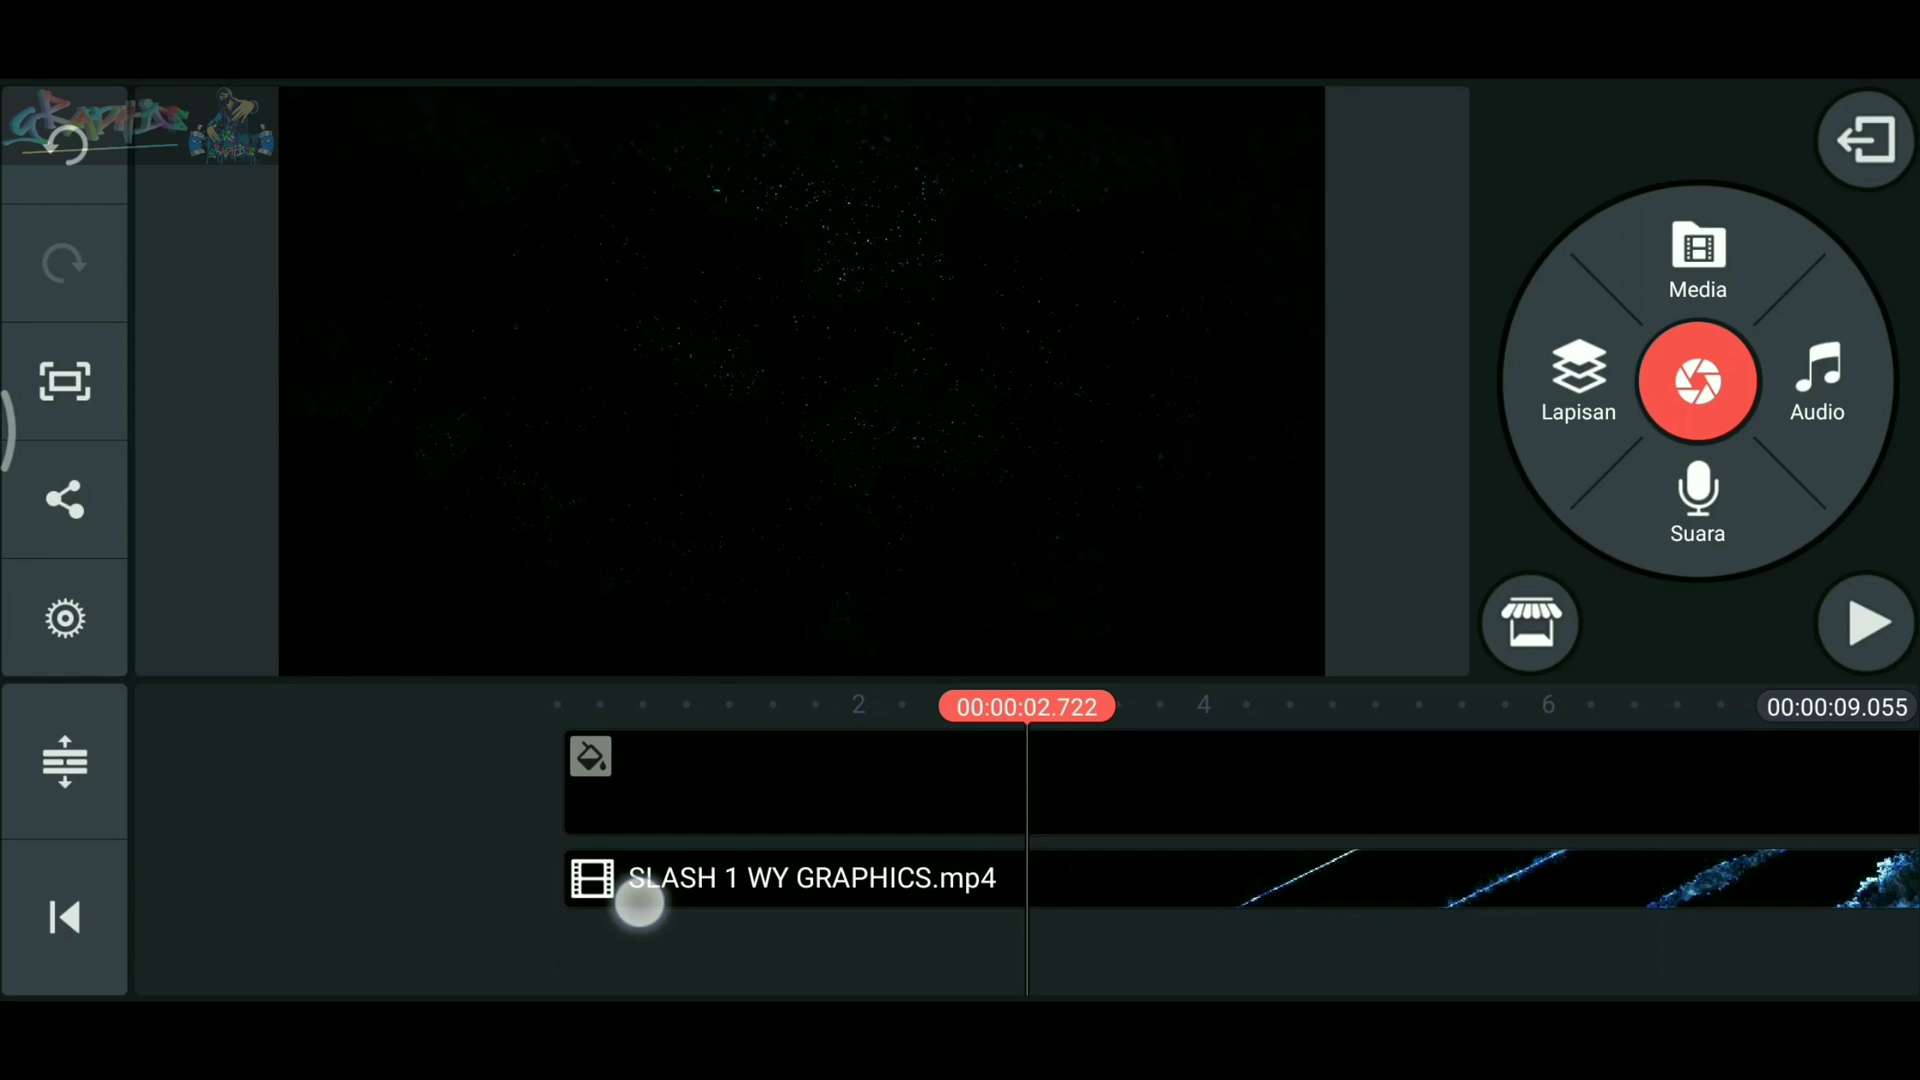 GRAPHICS
Media
Lapisan
Audio
Suara
2
00:00:02.722
4
6
00:00:09.055
SLASH 1 WY GRAPHICS.mp4